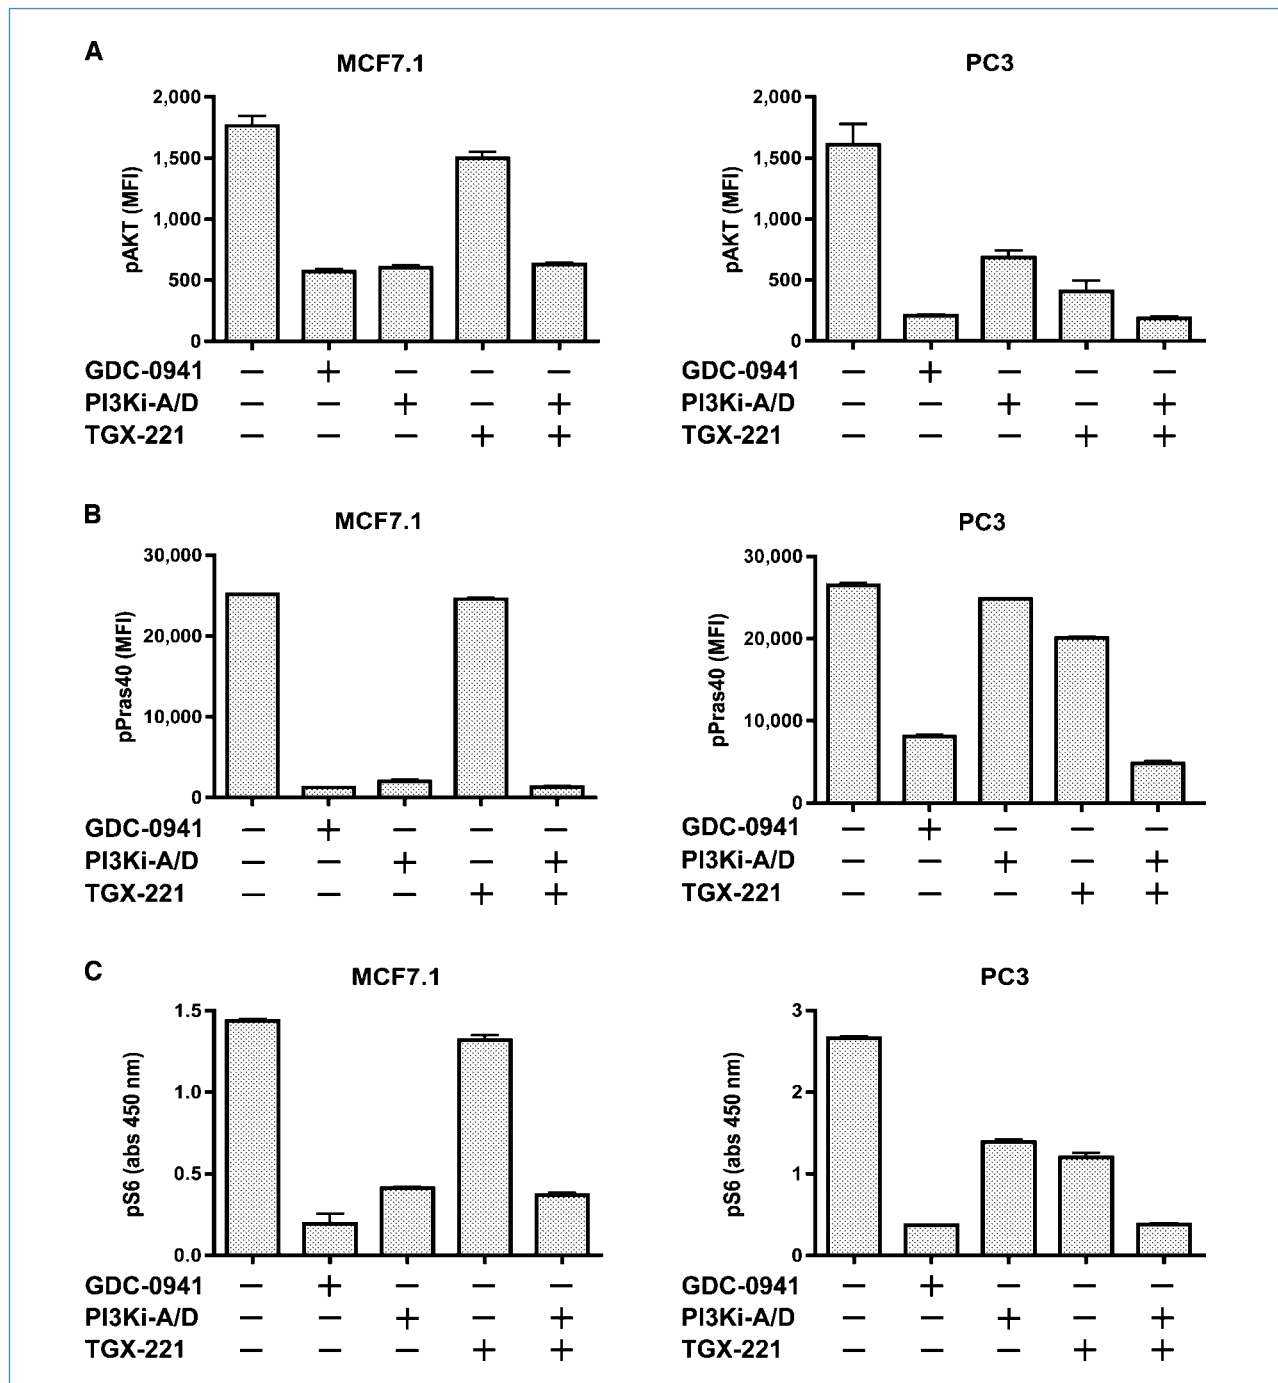 A
MCF7.1
PC3
pAKT (MFI)
2,000
1,500
1,000
500
0
pAKT (MFI)
2,000
1,500
1,000
500
0
GDC-0941 – + – – –
PI3Ki-A/D – – + – +
TGX-221 – – – + +
GDC-0941 – + – – –
PI3Ki-A/D – – + – +
TGX-221 – – – + +
B
MCF7.1
PC3
pPras40 (MFI)
30,000
20,000
10,000
0
pPras40 (MFI)
30,000
20,000
10,000
0
GDC-0941 – + – – –
PI3Ki-A/D – – + – +
TGX-221 – – – + +
GDC-0941 – + – – –
PI3Ki-A/D – – + – +
TGX-221 – – – + +
C
MCF7.1
PC3
pS6 (abs 450 nm)
1.5
1.0
0.5
0.0
pS6 (abs 450 nm)
3
2
1
0
GDC-0941 – + – – –
PI3Ki-A/D – – + – +
TGX-221 – – – + +
GDC-0941 – + – – –
PI3Ki-A/D – – + – +
TGX-221 – – – + +